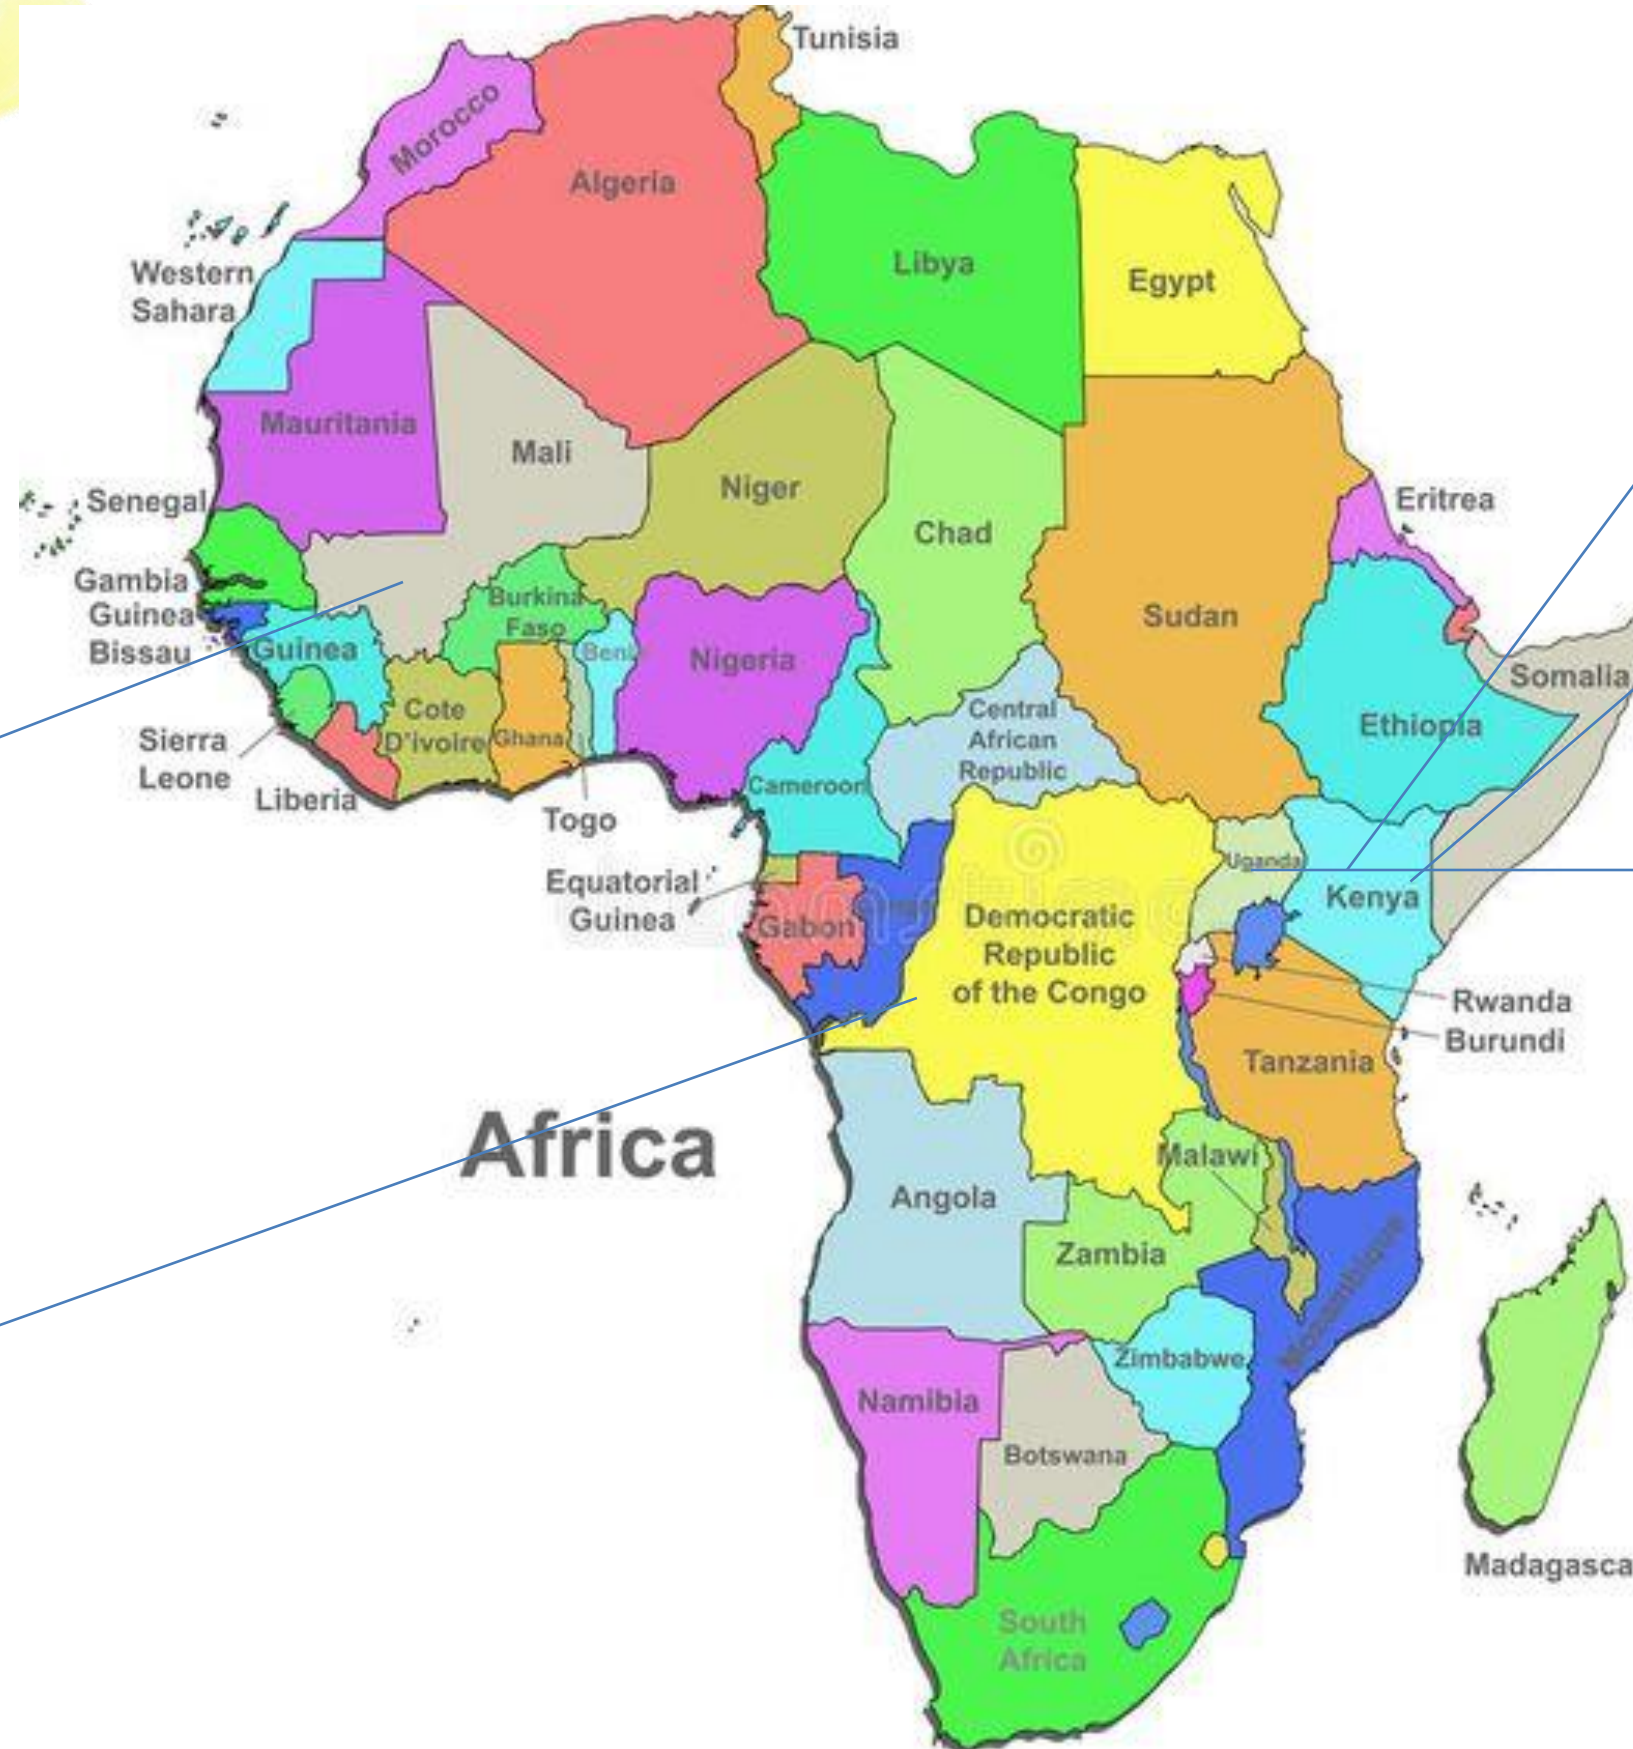 Tunisia
Morocco
Algeria
Libya
Egypt
Western
Sahara
Mauritania
Mali
Niger
Chad
Sudan
Eritrea
Senegal
Gambia
Guinea
Bissau
Guinea
Burkina
Faso
Beni
Nigeria
Somalia
Ethiopia
Sierra
Leone
Liberia
Cote
D'ivoire
Ghana
Togo
Cameroon
Central
African
Republic
Equatorial
Guinea
Gabon
Democratic
Republic
of the Congo
Uganda
Kenya
Rwanda
Burundi
Tanzania
Africa
Angola
Malawi
Zambia
Mozambique
Zimbabwe
Namibia
Botswana
Madagasca
South
Africa